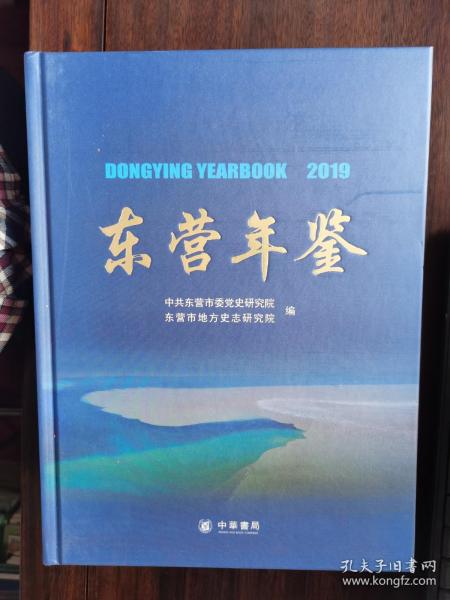 DONGYING YEARBOOK 2019
东营年鉴
中共东营市委党史研究院
东营市地方史志研究院
编
中華書局
孔夫子旧书网
www.kongfz.com